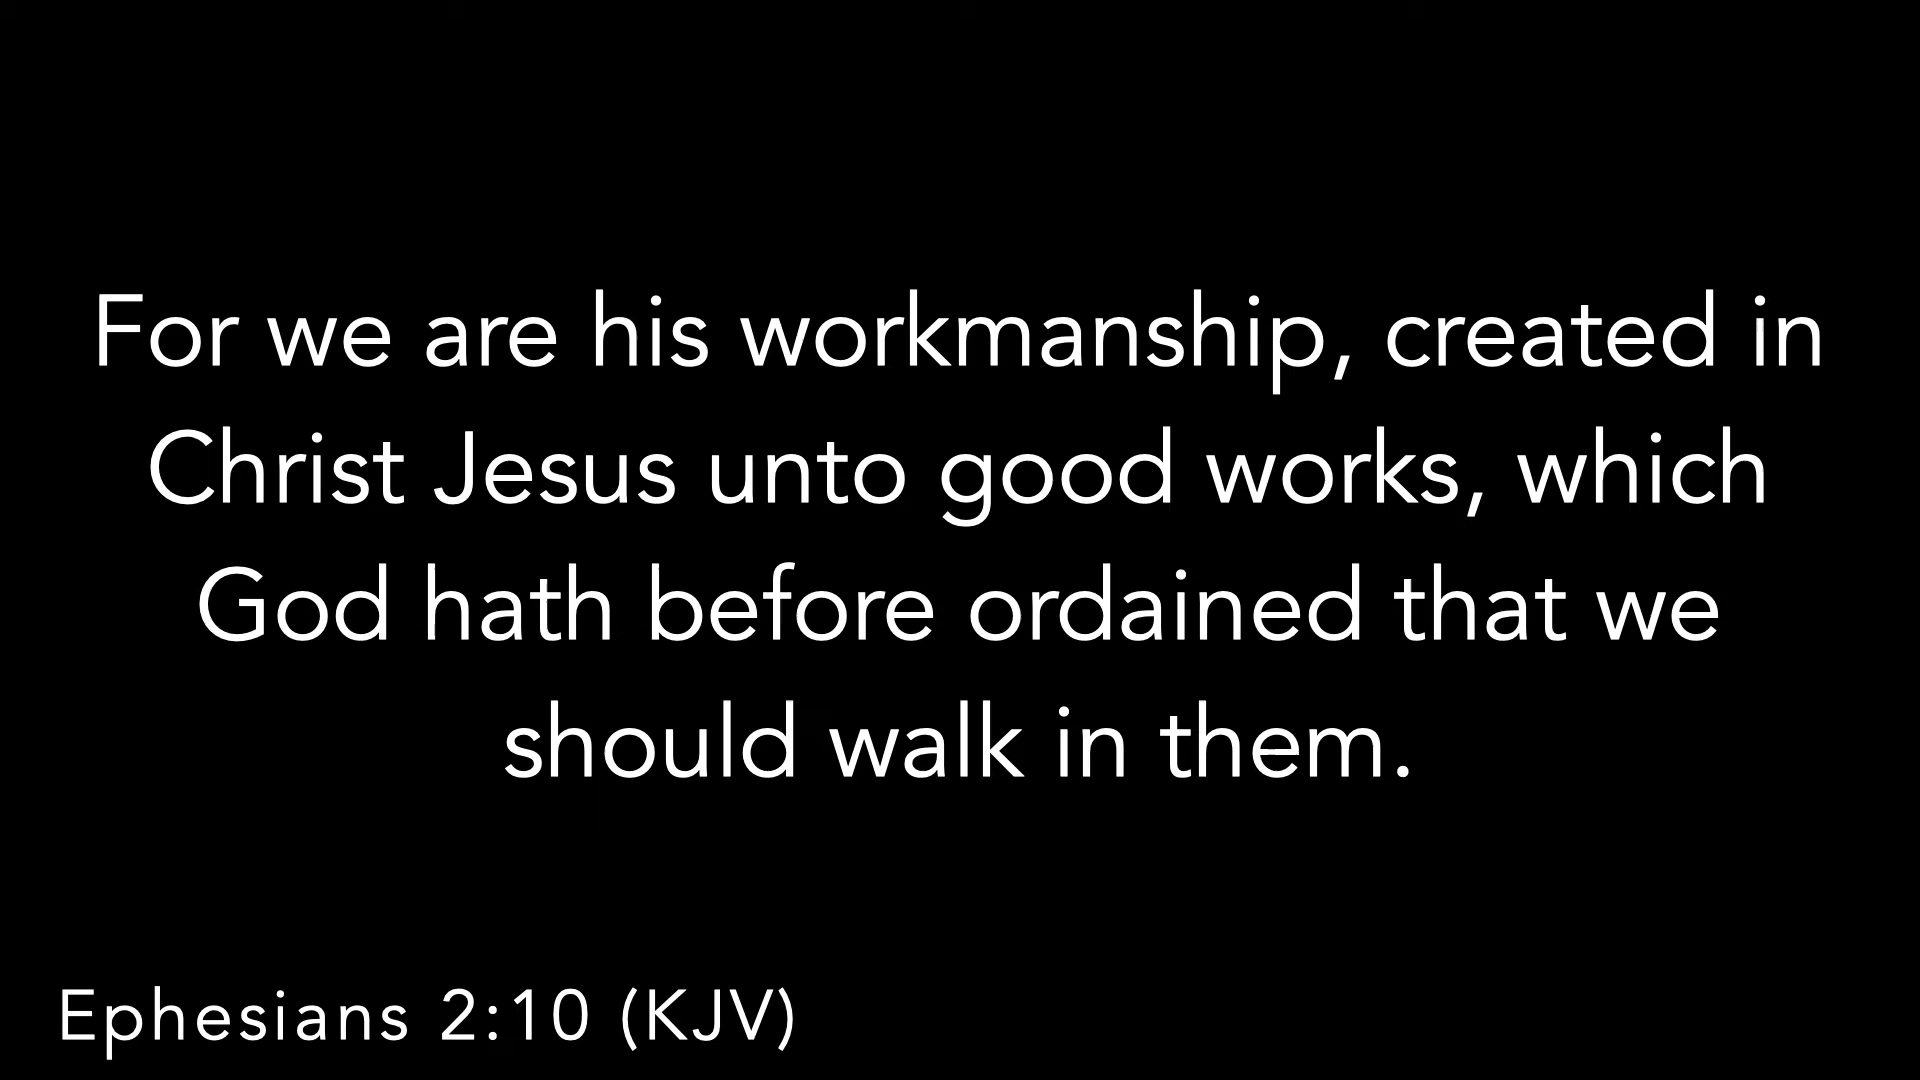 For we are his workmanship, created in
Christ Jesus unto good works, which
God hath before ordained that we
should walk in them.
Ephesians 2:10 (KJV)